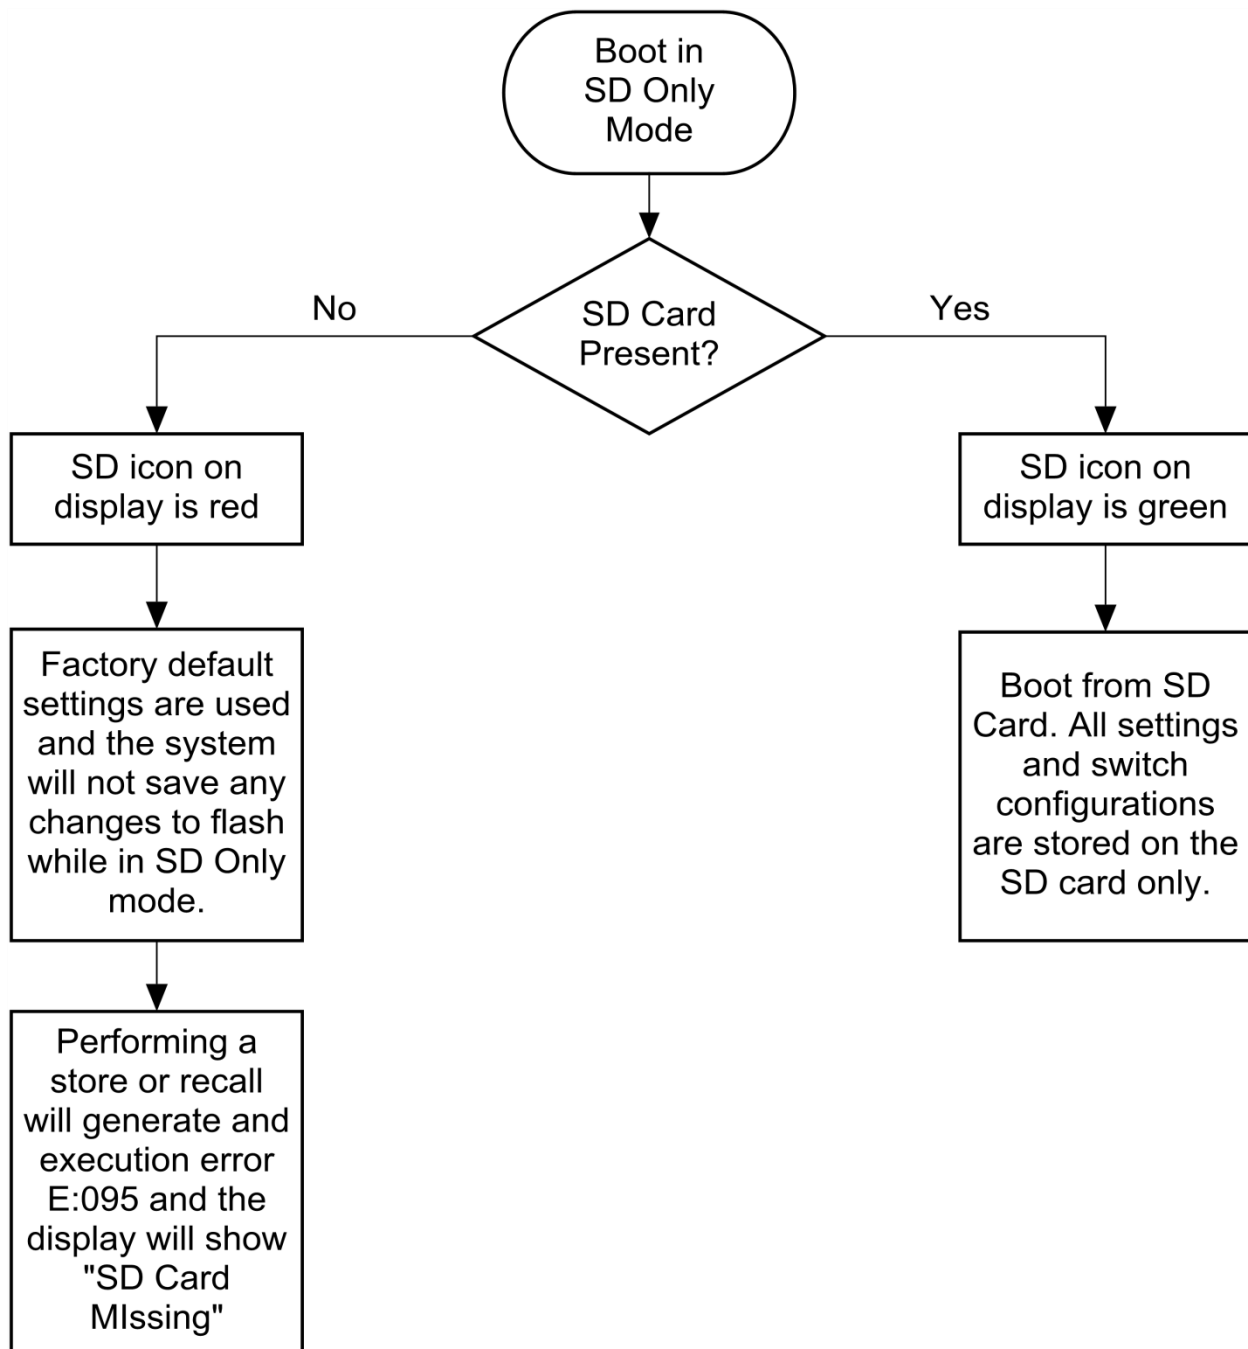 Boot in
SD Only
Mode
SD Card
Present?
No
Yes
SD icon on
display is red
SD icon on
display is green
Factory default
settings are used
and the system
will not save any
changes to flash
while in SD Only
mode.
Boot from SD
Card. All settings
and switch
configurations
are stored on the
SD card only.
Performing a
store or recall
will generate and
execution error
E:095 and the
display will show
"SD Card
MIssing"